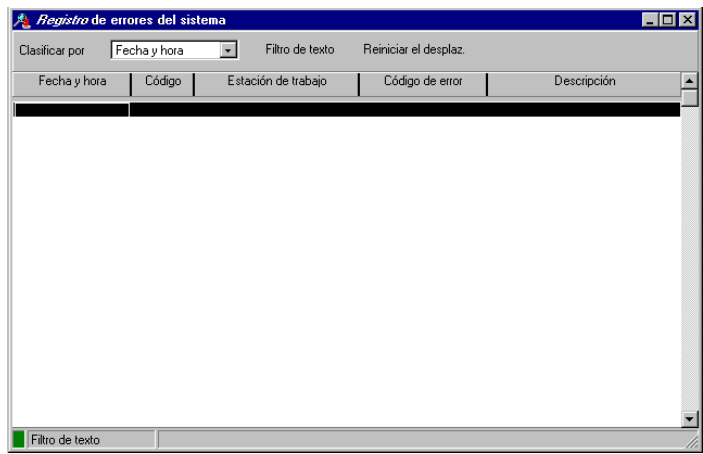 Registro de errores del sistema
Clasificar por Fecha y hora Filtro de texto Reiniciar el desplaz.
Fecha y hora Código Estación de trabajo Código de error Descripción
Filtro de texto